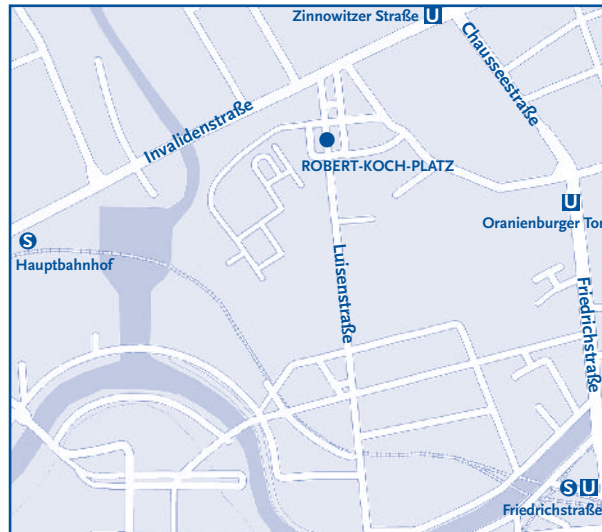 Zinnowitzer Straße U
Chausseestraße
Invalidenstraße
ROBERT-KOCH-PLATZ
U
Oranienburger Tor
S
Hauptbahnhof
Luisenstraße
Friedrichstraße
S U
Friedrichstraße